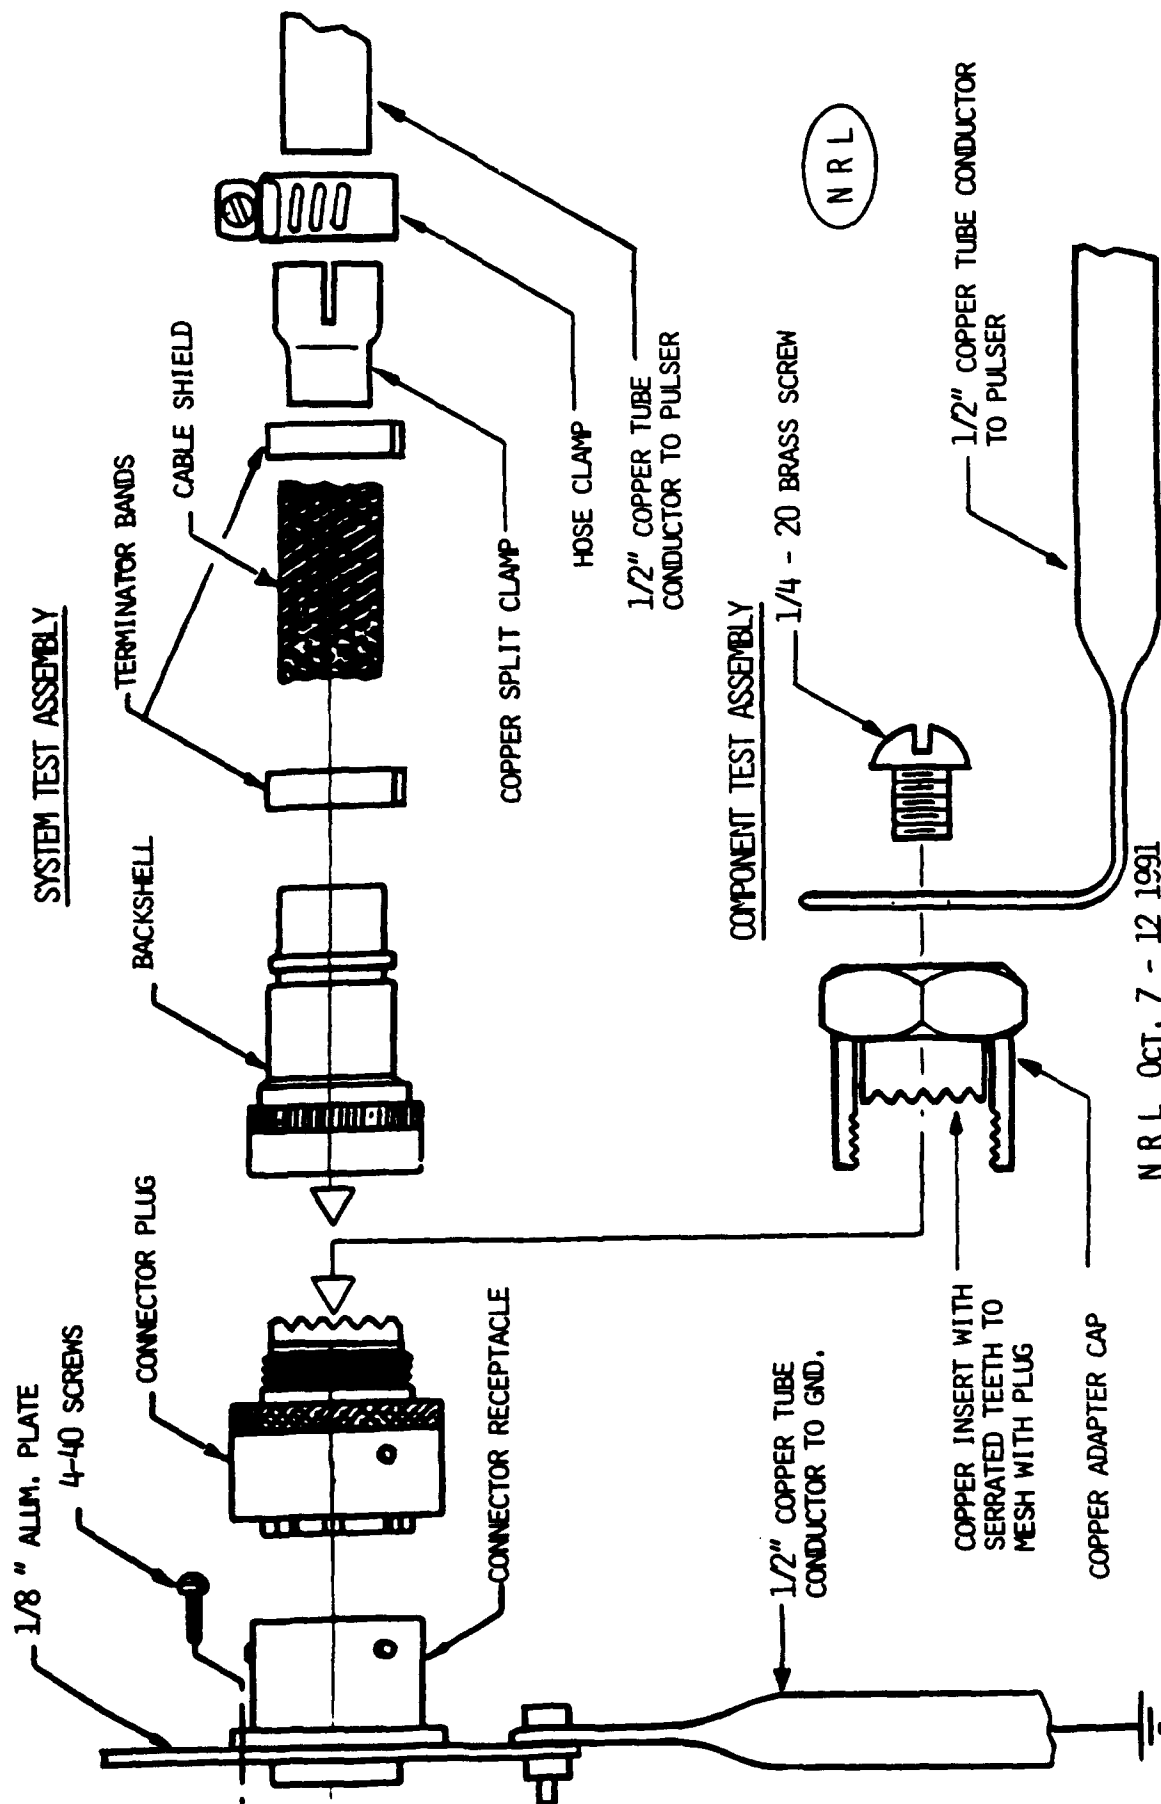 SYSTEM TEST ASSEMBLY
1/8 " ALUM. PLATE
4-40 SCREWS
CONNECTOR PLUG
BACKSHELL
TERMINATOR BANDS
CABLE SHIELD
CONNECTOR RECEPTACLE
COPPER SPLIT CLAMP
HOSE CLAMP
1/2" COPPER TUBE
CONDUCTOR TO PULSER
COMPONENT TEST ASSEMBLY
1/4 - 20 BRASS SCREW
N R L
1/2" COPPER TUBE
CONDUCTOR TO GND.
COPPER INSERT WITH
SERRATED TEETH TO
MESH WITH PLUG
COPPER ADAPTER CAP
1/2" COPPER TUBE CONDUCTOR
TO PULSER
N R L OCT. 7 - 12 1991